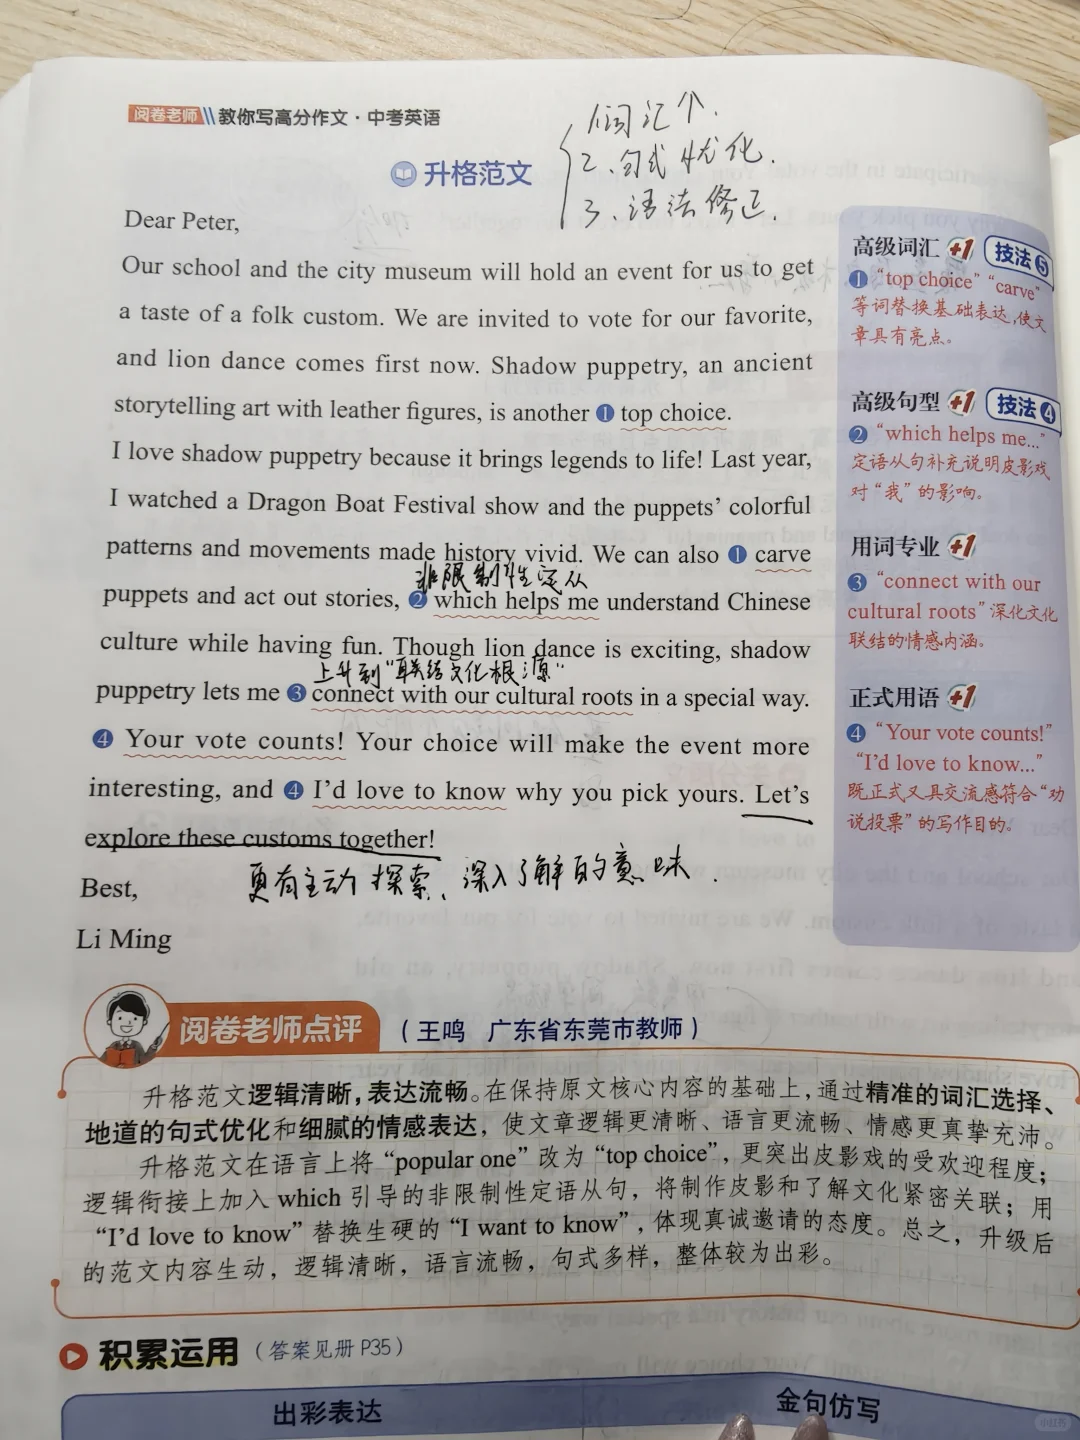 阅卷老师 教你写高分作文·中考英语
1词汇个.
2、句式优化.
3、语法修正.
升格范文
Dear Peter,
Our school and the city museum will hold an event for us to get
a taste of a folk custom. We are invited to vote for our favorite,
and lion dance comes first now. Shadow puppetry, an ancient
storytelling art with leather figures, is another ① top choice.
I love shadow puppetry because it brings legends to life! Last year,
I watched a Dragon Boat Festival show and the puppets' colorful
patterns and movements made history vivid. We can also ① carve
非限制性定从
puppets and act out stories, ② which helps me understand Chinese
culture while having fun. Though lion dance is exciting, shadow
上升到"联结文化根源"
puppetry lets me ③ connect with our cultural roots in a special way.
④ Your vote counts! Your choice will make the event more
interesting, and ④ I'd love to know why you pick yours. Let's
explore these customs together!
更有主动探索、深入了解的意味.
Best,
Li Ming
高级词汇 +1 技法5
① "top choice" "carve"
等词替换基础表达,使文
章具有亮点。
高级句型 +1 技法4
② "which helps me..."
定语从句补充说明皮影戏
对"我"的影响。
用词专业 +1
③ "connect with our
cultural roots"深化文化
联结的情感内涵。
正式用语 +1
④ "Your vote counts!"
"I'd love to know..."
既正式又具交流感符合"劝
说投票"的写作目的。
阅卷老师点评 (王鸣 广东省东莞市教师)
升格范文逻辑清晰,表达流畅。在保持原文核心内容的基础上,通过精准的词汇选择、
地道的句式优化和细腻的情感表达,使文章逻辑更清晰、语言更流畅、情感更真挚充沛。
升格范文在语言上将"popular one"改为"top choice",更突出皮影戏的受欢迎程度;
逻辑衔接上加入which引导的非限制性定语从句,将制作皮影和了解文化紧密关联;用
"I'd love to know"替换生硬的"I want to know",体现真诚邀请的态度。总之,升级后
的范文内容生动,逻辑清晰,语言流畅,句式多样,整体较为出彩。
积累运用 (答案见册P35)
出彩表达 金句仿写
小红书